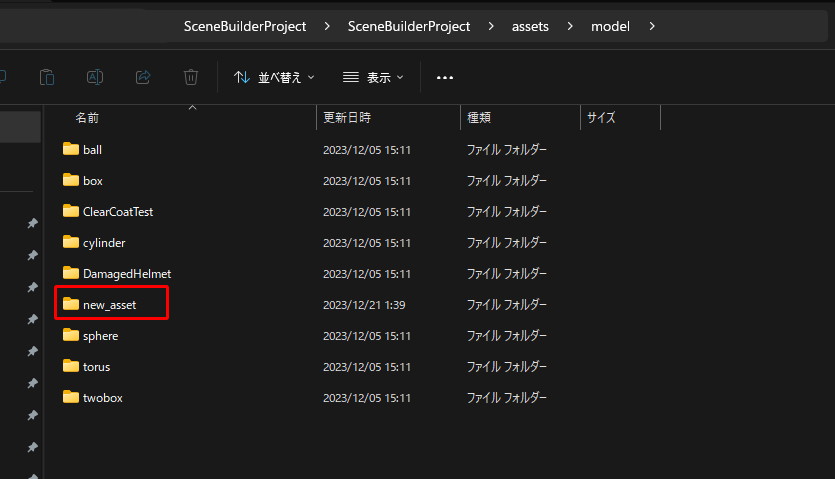 SceneBuilderProject > SceneBuilderProject > assets > model >
並べ替え 表示
名前 更新日時 種類 サイズ
ball 2023/12/05 15:11 ファイル フォルダー
box 2023/12/05 15:11 ファイル フォルダー
ClearCoatTest 2023/12/05 15:11 ファイル フォルダー
cylinder 2023/12/05 15:11 ファイル フォルダー
DamagedHelmet 2023/12/05 15:11 ファイル フォルダー
new_asset 2023/12/21 1:39 ファイル フォルダー
sphere 2023/12/05 15:11 ファイル フォルダー
torus 2023/12/05 15:11 ファイル フォルダー
twobox 2023/12/05 15:11 ファイル フォルダー